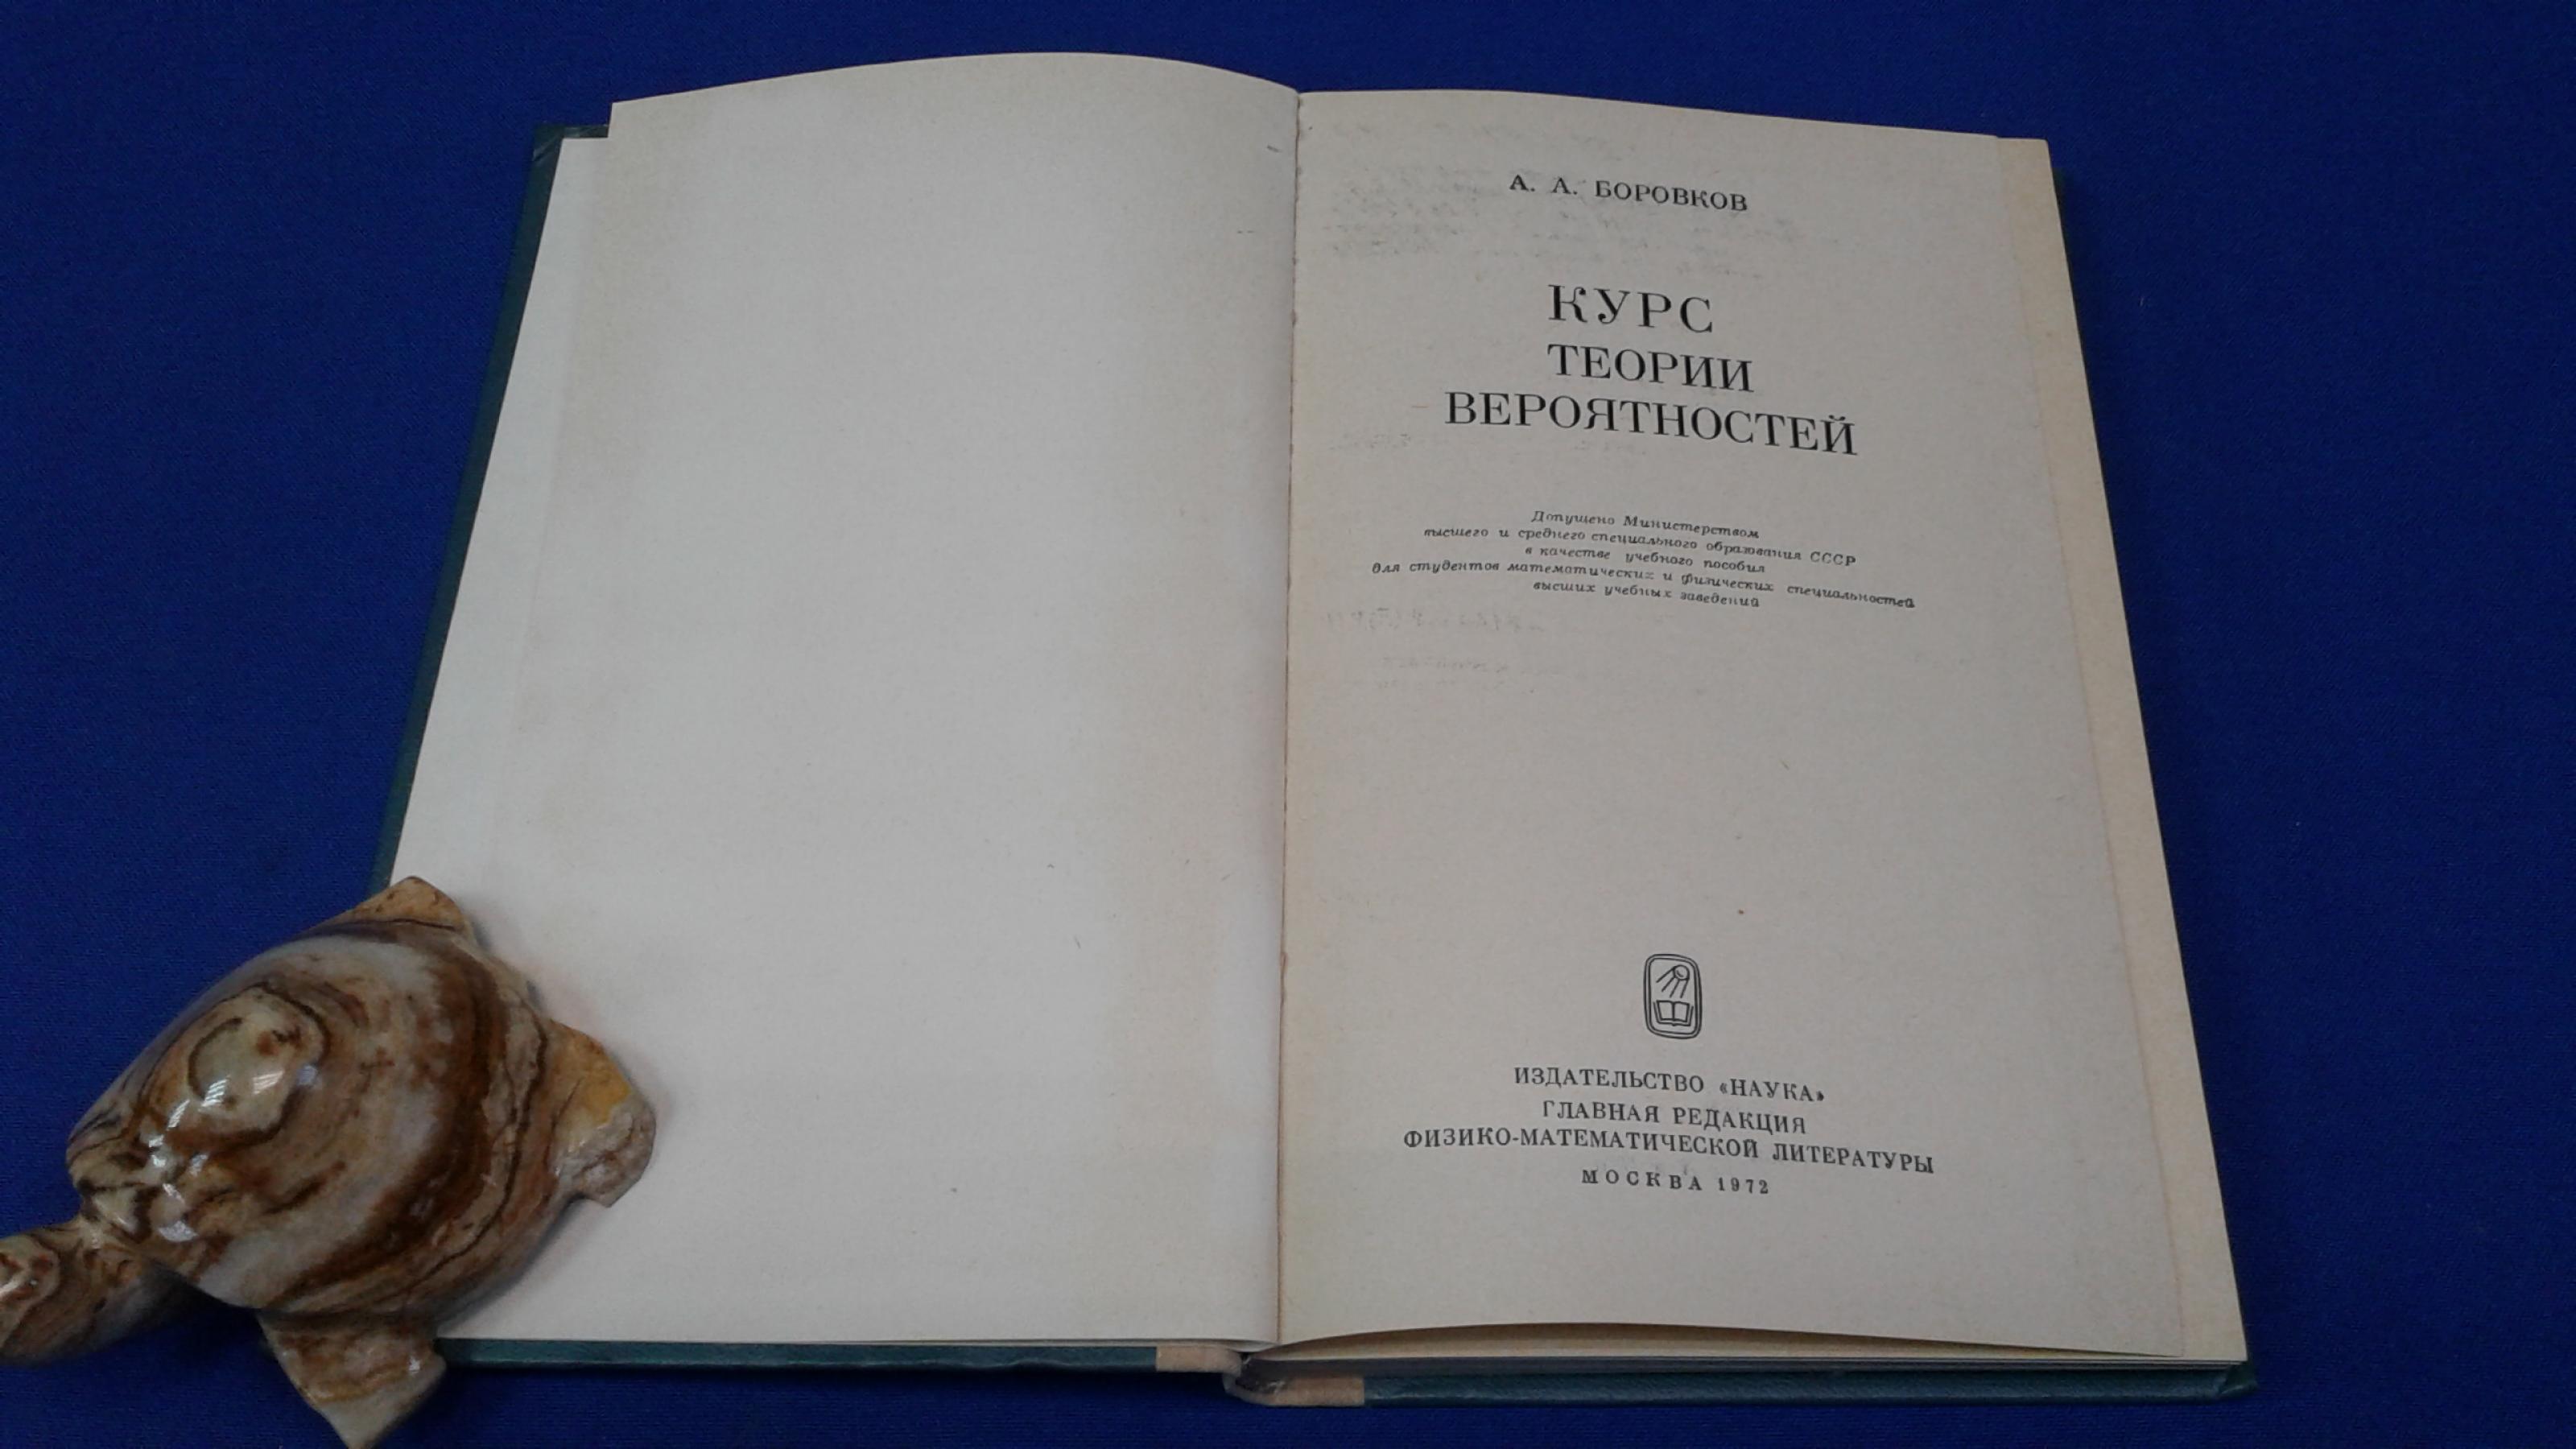 А. А. БОРОВКОВ
КУРС
ТЕОРИИ
ВЕРОЯТНОСТЕЙ
Допущено Министерством
высшего и среднего специального образования СССР
в качестве учебного пособия
для студентов математических и физических специальностей
высших учебных заведений
ИЗДАТЕЛЬСТВО «НАУКА»
ГЛАВНАЯ РЕДАКЦИЯ
ФИЗИКО-МАТЕМАТИЧЕСКОЙ ЛИТЕРАТУРЫ
МОСКВА 1972